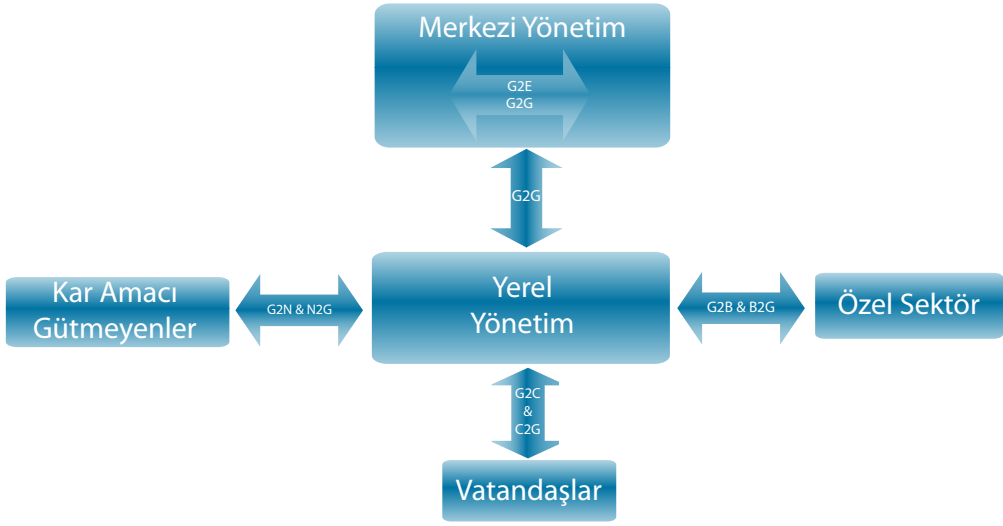 Merkezi Yönetim
G2E
G2G
G2G
Kar Amacı
Gütmeyenler
G2N & N2G
Yerel
Yönetim
G2B & B2G
Özel Sektör
G2C
&
C2G
Vatandaşlar